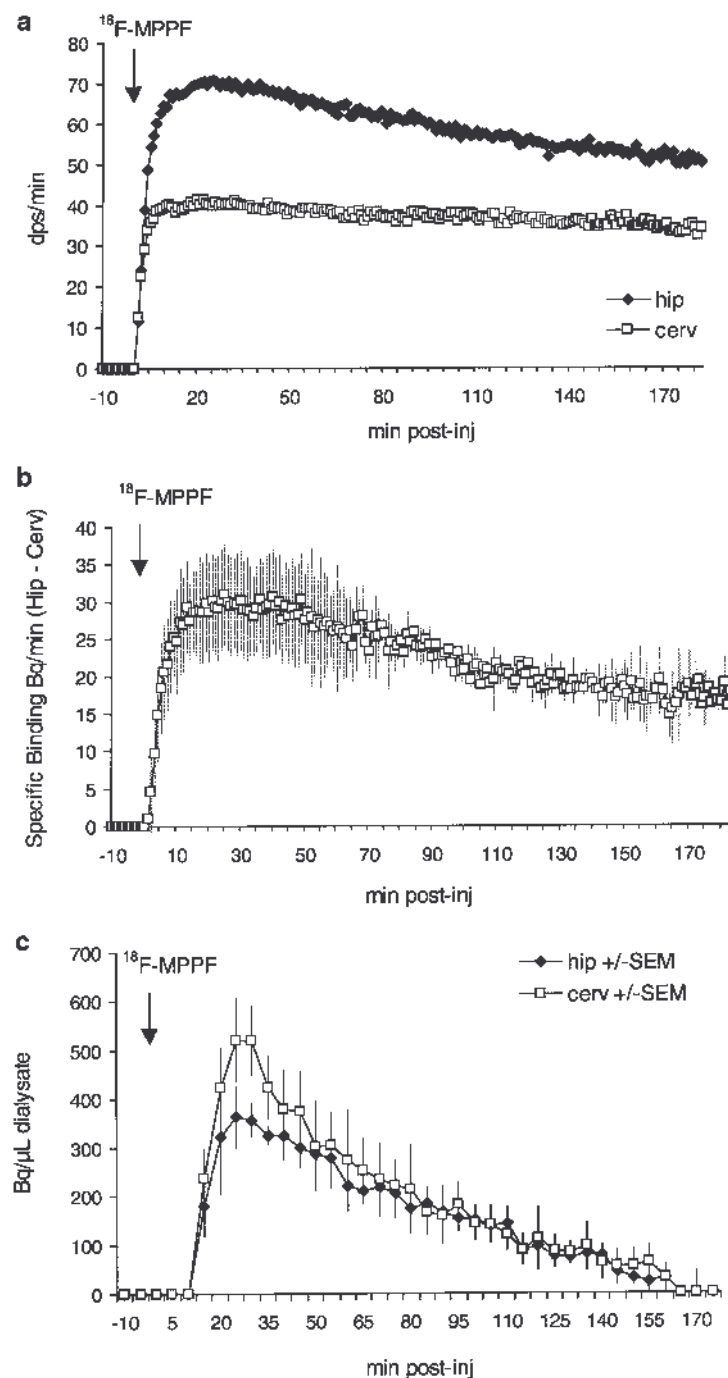 a
¹⁸F-MPPF
80
70
60
50
40
30
20
10
0
dps/min
hip
cerv
-10 20 50 80 110 140 170
min post-inj
b
¹⁸F-MPPF
40
35
30
25
20
15
10
5
0
Specific Binding Bq/min (Hip - Cerv)
-10 10 30 50 70 90 110 130 150 170
min post-inj
c
¹⁸F-MPPF
700
600
500
400
300
200
100
0
Bq/µL dialysate
hip +/-SEM
cerv +/-SEM
-10 5 20 35 50 65 80 95 110 125 140 155 170
min post-inj